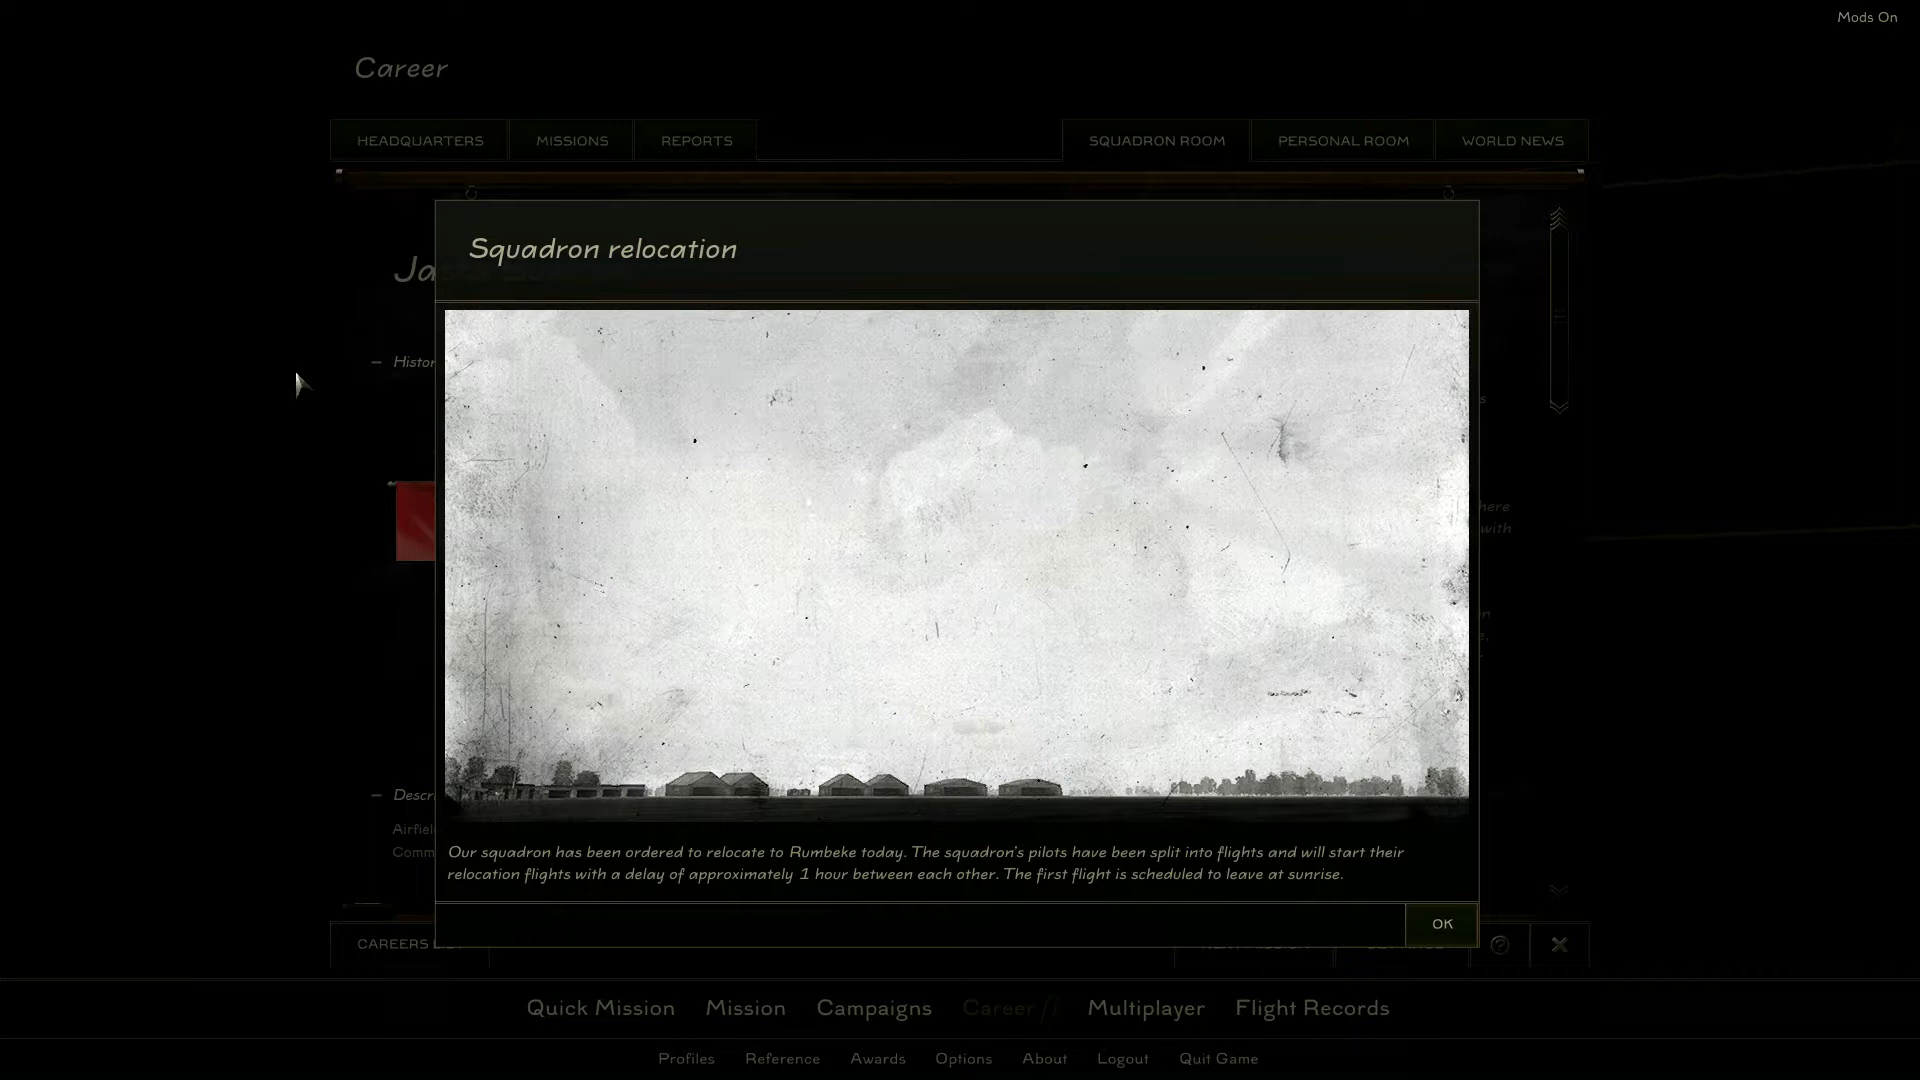 Mods On
Career
HEADQUARTERS
MISSIONS
REPORTS
SQUADRON ROOM
PERSONAL ROOM
WORLD NEWS
Squadron relocation
Our squadron has been ordered to relocate to Rumbeke today. The squadron's pilots have been split into flights and will start their
relocation flights with a delay of approximately 1 hour between each other. The first flight is scheduled to leave at sunrise.
OK
CAREERS
Quick Mission
Mission
Campaigns
Career
Multiplayer
Flight Records
Profiles
Reference
Awards
Options
About
Logout
Quit Game